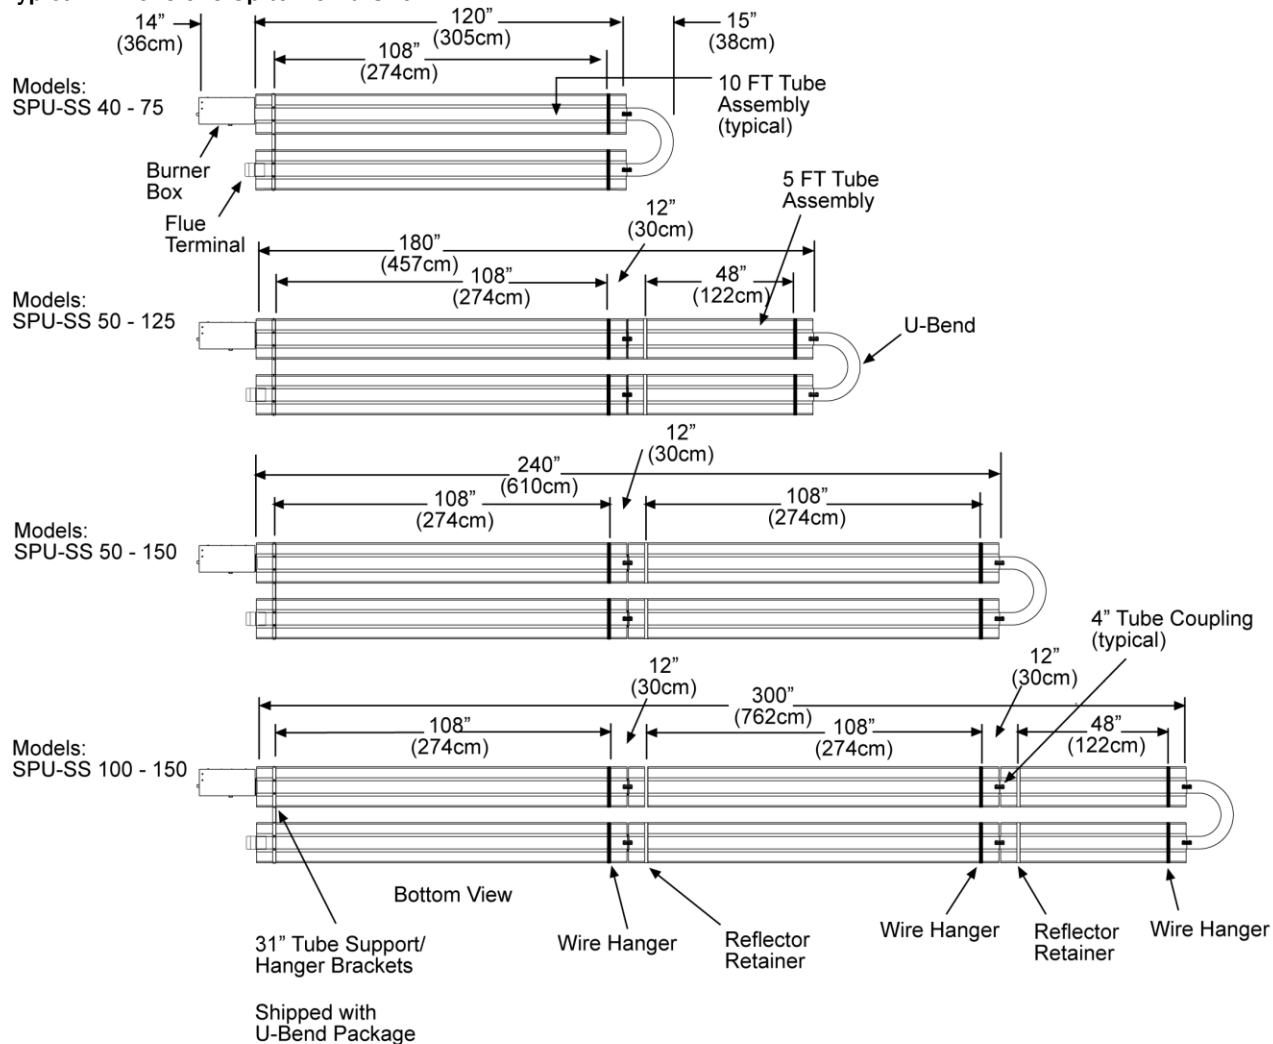 14”
(36cm)
120”
(305cm)
15”
(38cm)
108”
(274cm)
Models:
SPU-SS 40 - 75
10 FT Tube
Assembly
(typical)
Burner
Box
Flue
Terminal
5 FT Tube
Assembly
12”
(30cm)
180”
(457cm)
108”
(274cm)
48”
(122cm)
Models:
SPU-SS 50 - 125
U-Bend
12”
(30cm)
240”
(610cm)
108”
(274cm)
108”
(274cm)
Models:
SPU-SS 50 - 150
4” Tube Coupling
(typical)
12”
(30cm)
12”
(30cm)
300”
(762cm)
108”
(274cm)
108”
(274cm)
48”
(122cm)
Models:
SPU-SS 100 - 150
Bottom View
31” Tube Support/
Hanger Brackets
Shipped with
U-Bend Package
Wire Hanger
Reflector
Retainer
Wire Hanger
Reflector
Retainer
Wire Hanger